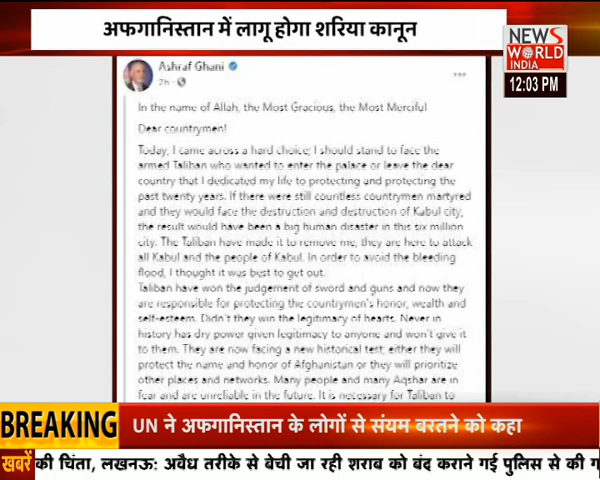 अफगानिस्तान में लागू होगा शरिया कानून
NEWS
WORLD
INDIA
12:03 PM
Ashraf Ghani
2h
In the name of Allah, the Most Gracious, the Most Merciful
Dear countrymen!
Today, I came across a hard choice; I should stand to face the
armed Taliban who wanted to enter the palace or leave the dear
country that I dedicated my life to protecting and protecting the
past twenty years. If there were still countless countrymen martyred
and they would face the destruction and destruction of Kabul city,
the result would have been a big human disaster in this six million
city. The Taliban have made it to remove me, they are here to attack
all Kabul and the people of Kabul. In order to avoid the bleeding
flood, I thought it was best to get out.
Taliban have won the judgement of sword and guns and now they
are responsible for protecting the countrymen's honor, wealth and
self-esteem. Didn't they win the legitimacy of hearts. Never in
history has dry power given legitimacy to anyone and won't give it
to them. They are now facing a new historical test; either they will
protect the name and honor of Afghanistan or they will prioritize
other places and networks. Many people and many Aqshar are in
fear and are unreliable in the future. It is necessary for Taliban to
BREAKING
UN ने अफगानिस्तान के लोगों से संयम बरतने को कहा
खबरें
की चिंता, लखनऊ: अवैध तरीके से बेची जा रही शराब को बंद कराने गई पुलिस से की ग